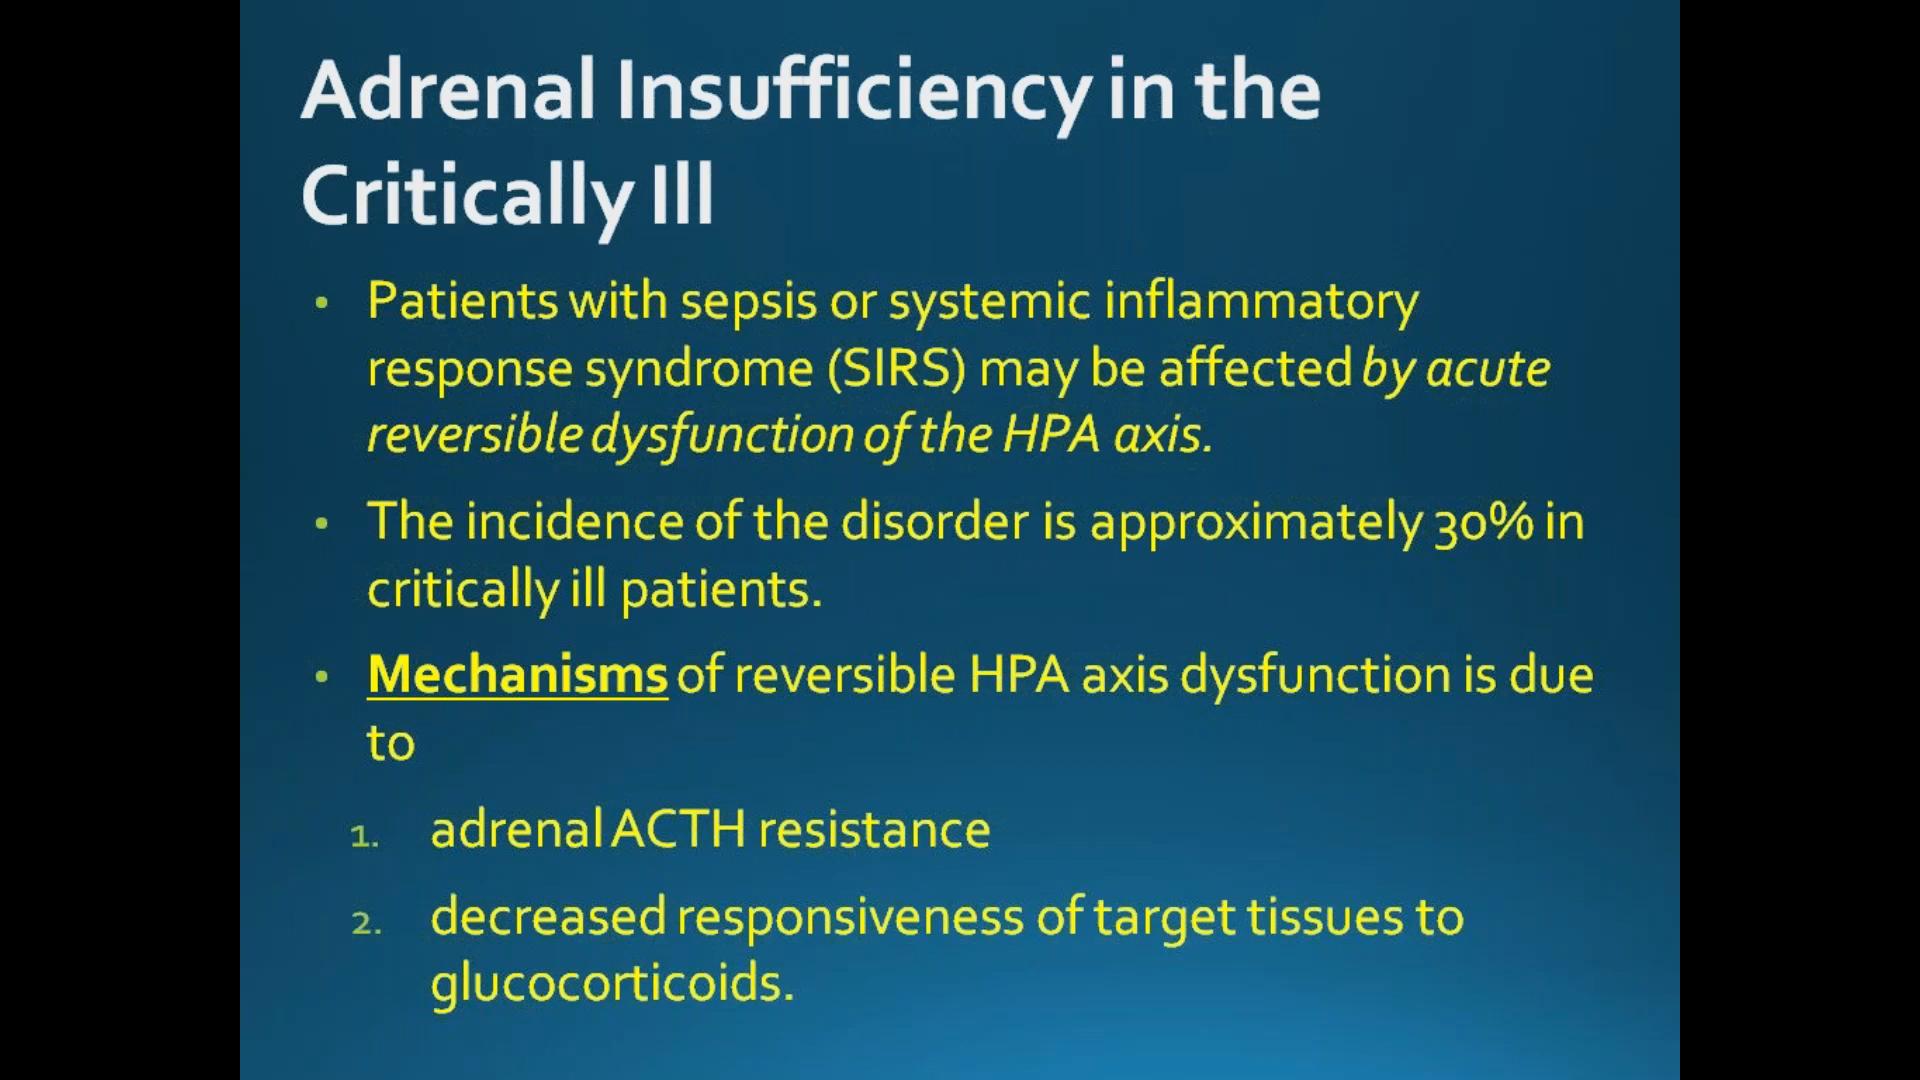 Adrenal Insufficiency in the
Critically Ill
• Patients with sepsis or systemic inflammatory
response syndrome (SIRS) may be affected by acute
reversible dysfunction of the HPA axis.
• The incidence of the disorder is approximately 30% in
critically ill patients.
• Mechanisms of reversible HPA axis dysfunction is due
to
1. adrenal ACTH resistance
2. decreased responsiveness of target tissues to
glucocorticoids.